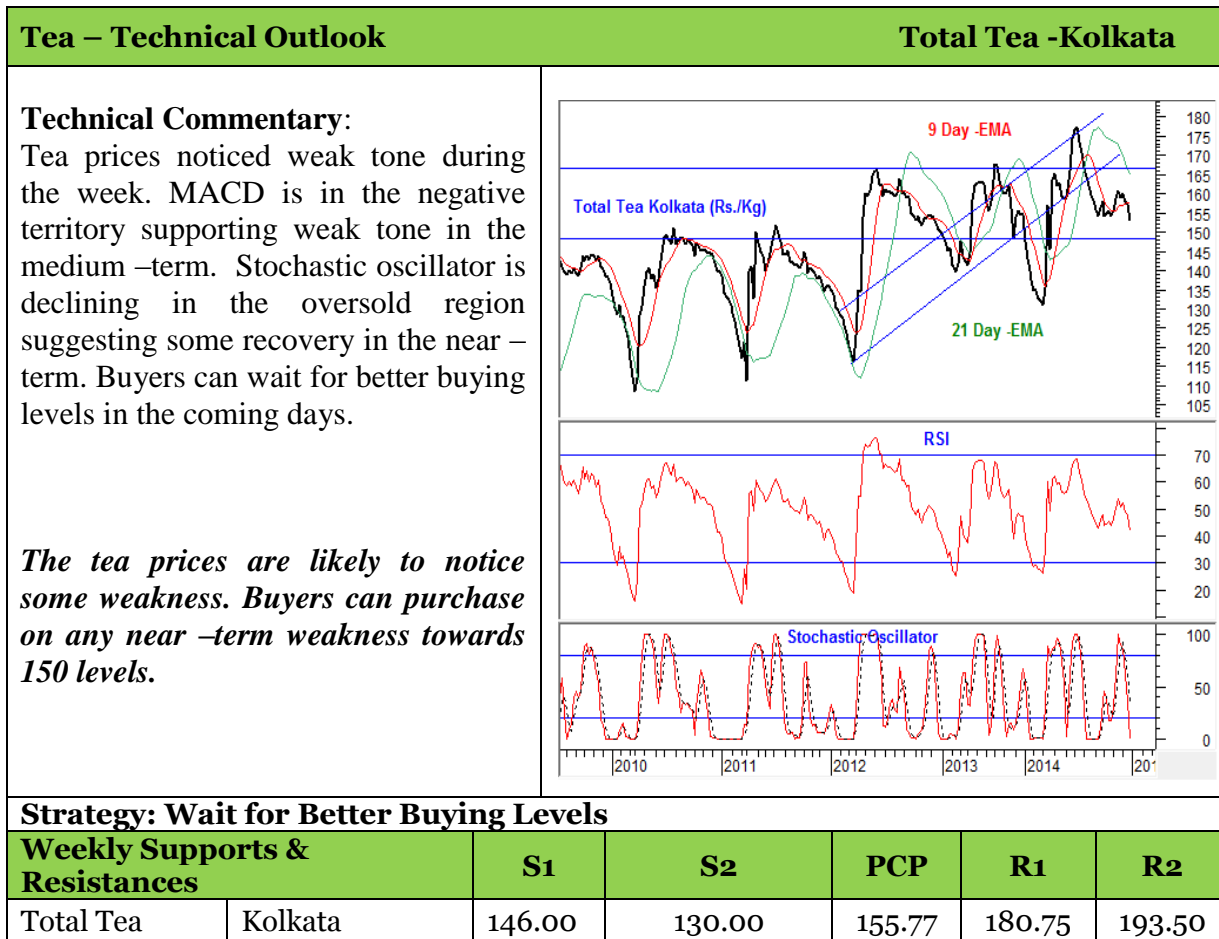 Tea – Technical Outlook Total Tea -Kolkata
Technical Commentary:
Tea prices noticed weak tone during
the week. MACD is in the negative
territory supporting weak tone in the
medium –term. Stochastic oscillator is
declining in the oversold region
suggesting some recovery in the near –
term. Buyers can wait for better buying
levels in the coming days.
The tea prices are likely to notice
some weakness. Buyers can purchase
on any near –term weakness towards
150 levels.
9 Day -EMA
Total Tea Kolkata (Rs./Kg)
21 Day -EMA
180
175
170
165
160
155
150
145
140
135
130
125
120
115
110
105
RSI
70
60
50
40
30
20
Stochastic Oscillator
100
50
0
2010 2011 2012 2013 2014 201
Strategy: Wait for Better Buying Levels
Weekly Supports &
Resistances S1 S2 PCP R1 R2
Total Tea Kolkata 146.00 130.00 155.77 180.75 193.50